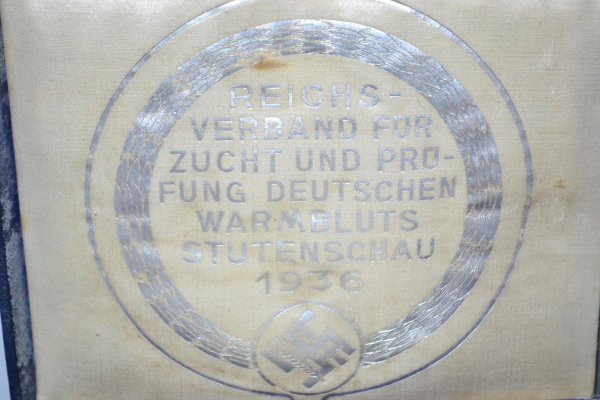 REICHS-
VERBAND FÜR
ZUCHT UND PRÜ-
FUNG DEUTSCHEN
WARMBLUTS
STUTENSCHAU
1936